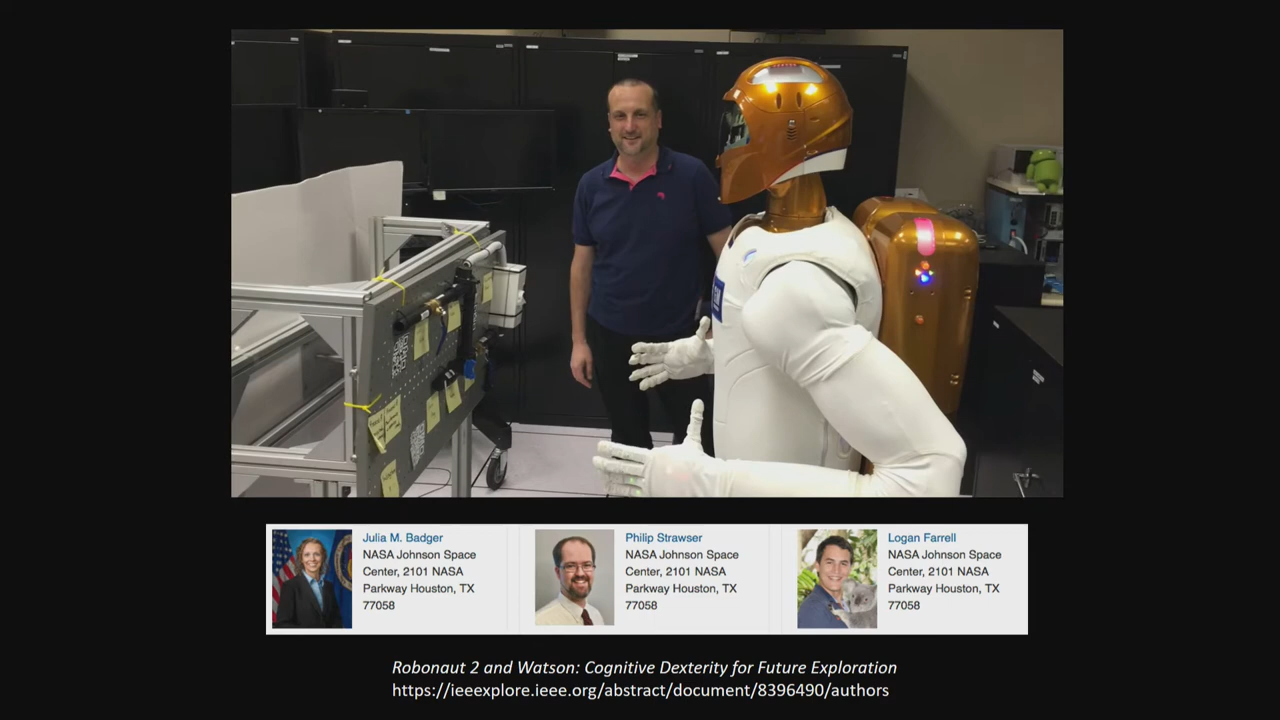 Julia M. Badger
NASA Johnson Space
Center, 2101 NASA
Parkway Houston, TX
77058
Philip Strawser
NASA Johnson Space
Center, 2101 NASA
Parkway Houston, TX
77058
Logan Farrell
NASA Johnson Space
Center, 2101 NASA
Parkway Houston, TX
77058
Robonaut 2 and Watson: Cognitive Dexterity for Future Exploration
https://ieeexplore.ieee.org/abstract/document/8396490/authors